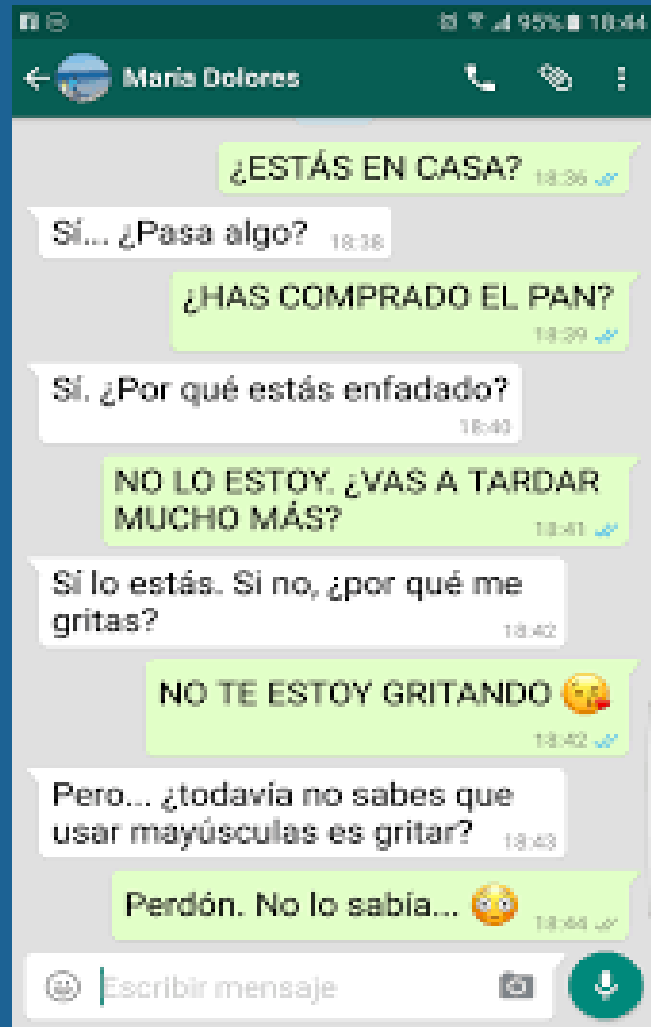 95% 18:44
Maria Dolores
¿ESTÁS EN CASA? 18:36
Sí... ¿Pasa algo? 18:38
¿HAS COMPRADO EL PAN?
18:39
Sí. ¿Por qué estás enfadado?
18:40
NO LO ESTOY. ¿VAS A TARDAR
MUCHO MÁS? 18:41
Sí lo estás. Si no, ¿por qué me
gritas? 18:42
NO TE ESTOY GRITANDO 😘
18:42
Pero... ¿todavía no sabes que
usar mayúsculas es gritar? 18:43
Perdón. No lo sabía... 😳 18:44
Escribir mensaje